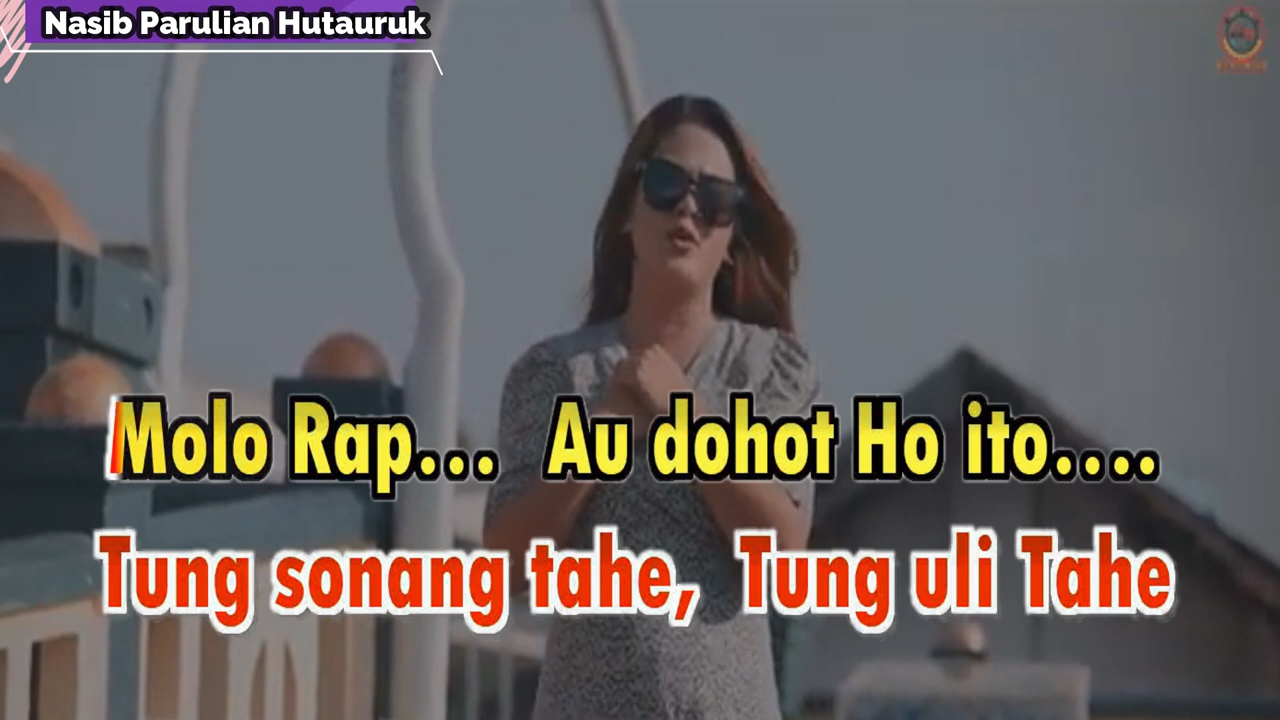 Nasib Parulian Hutauruk
Molo Rap... Au dohot Ho ito....
Tung sonang tahe, Tung uli Tahe